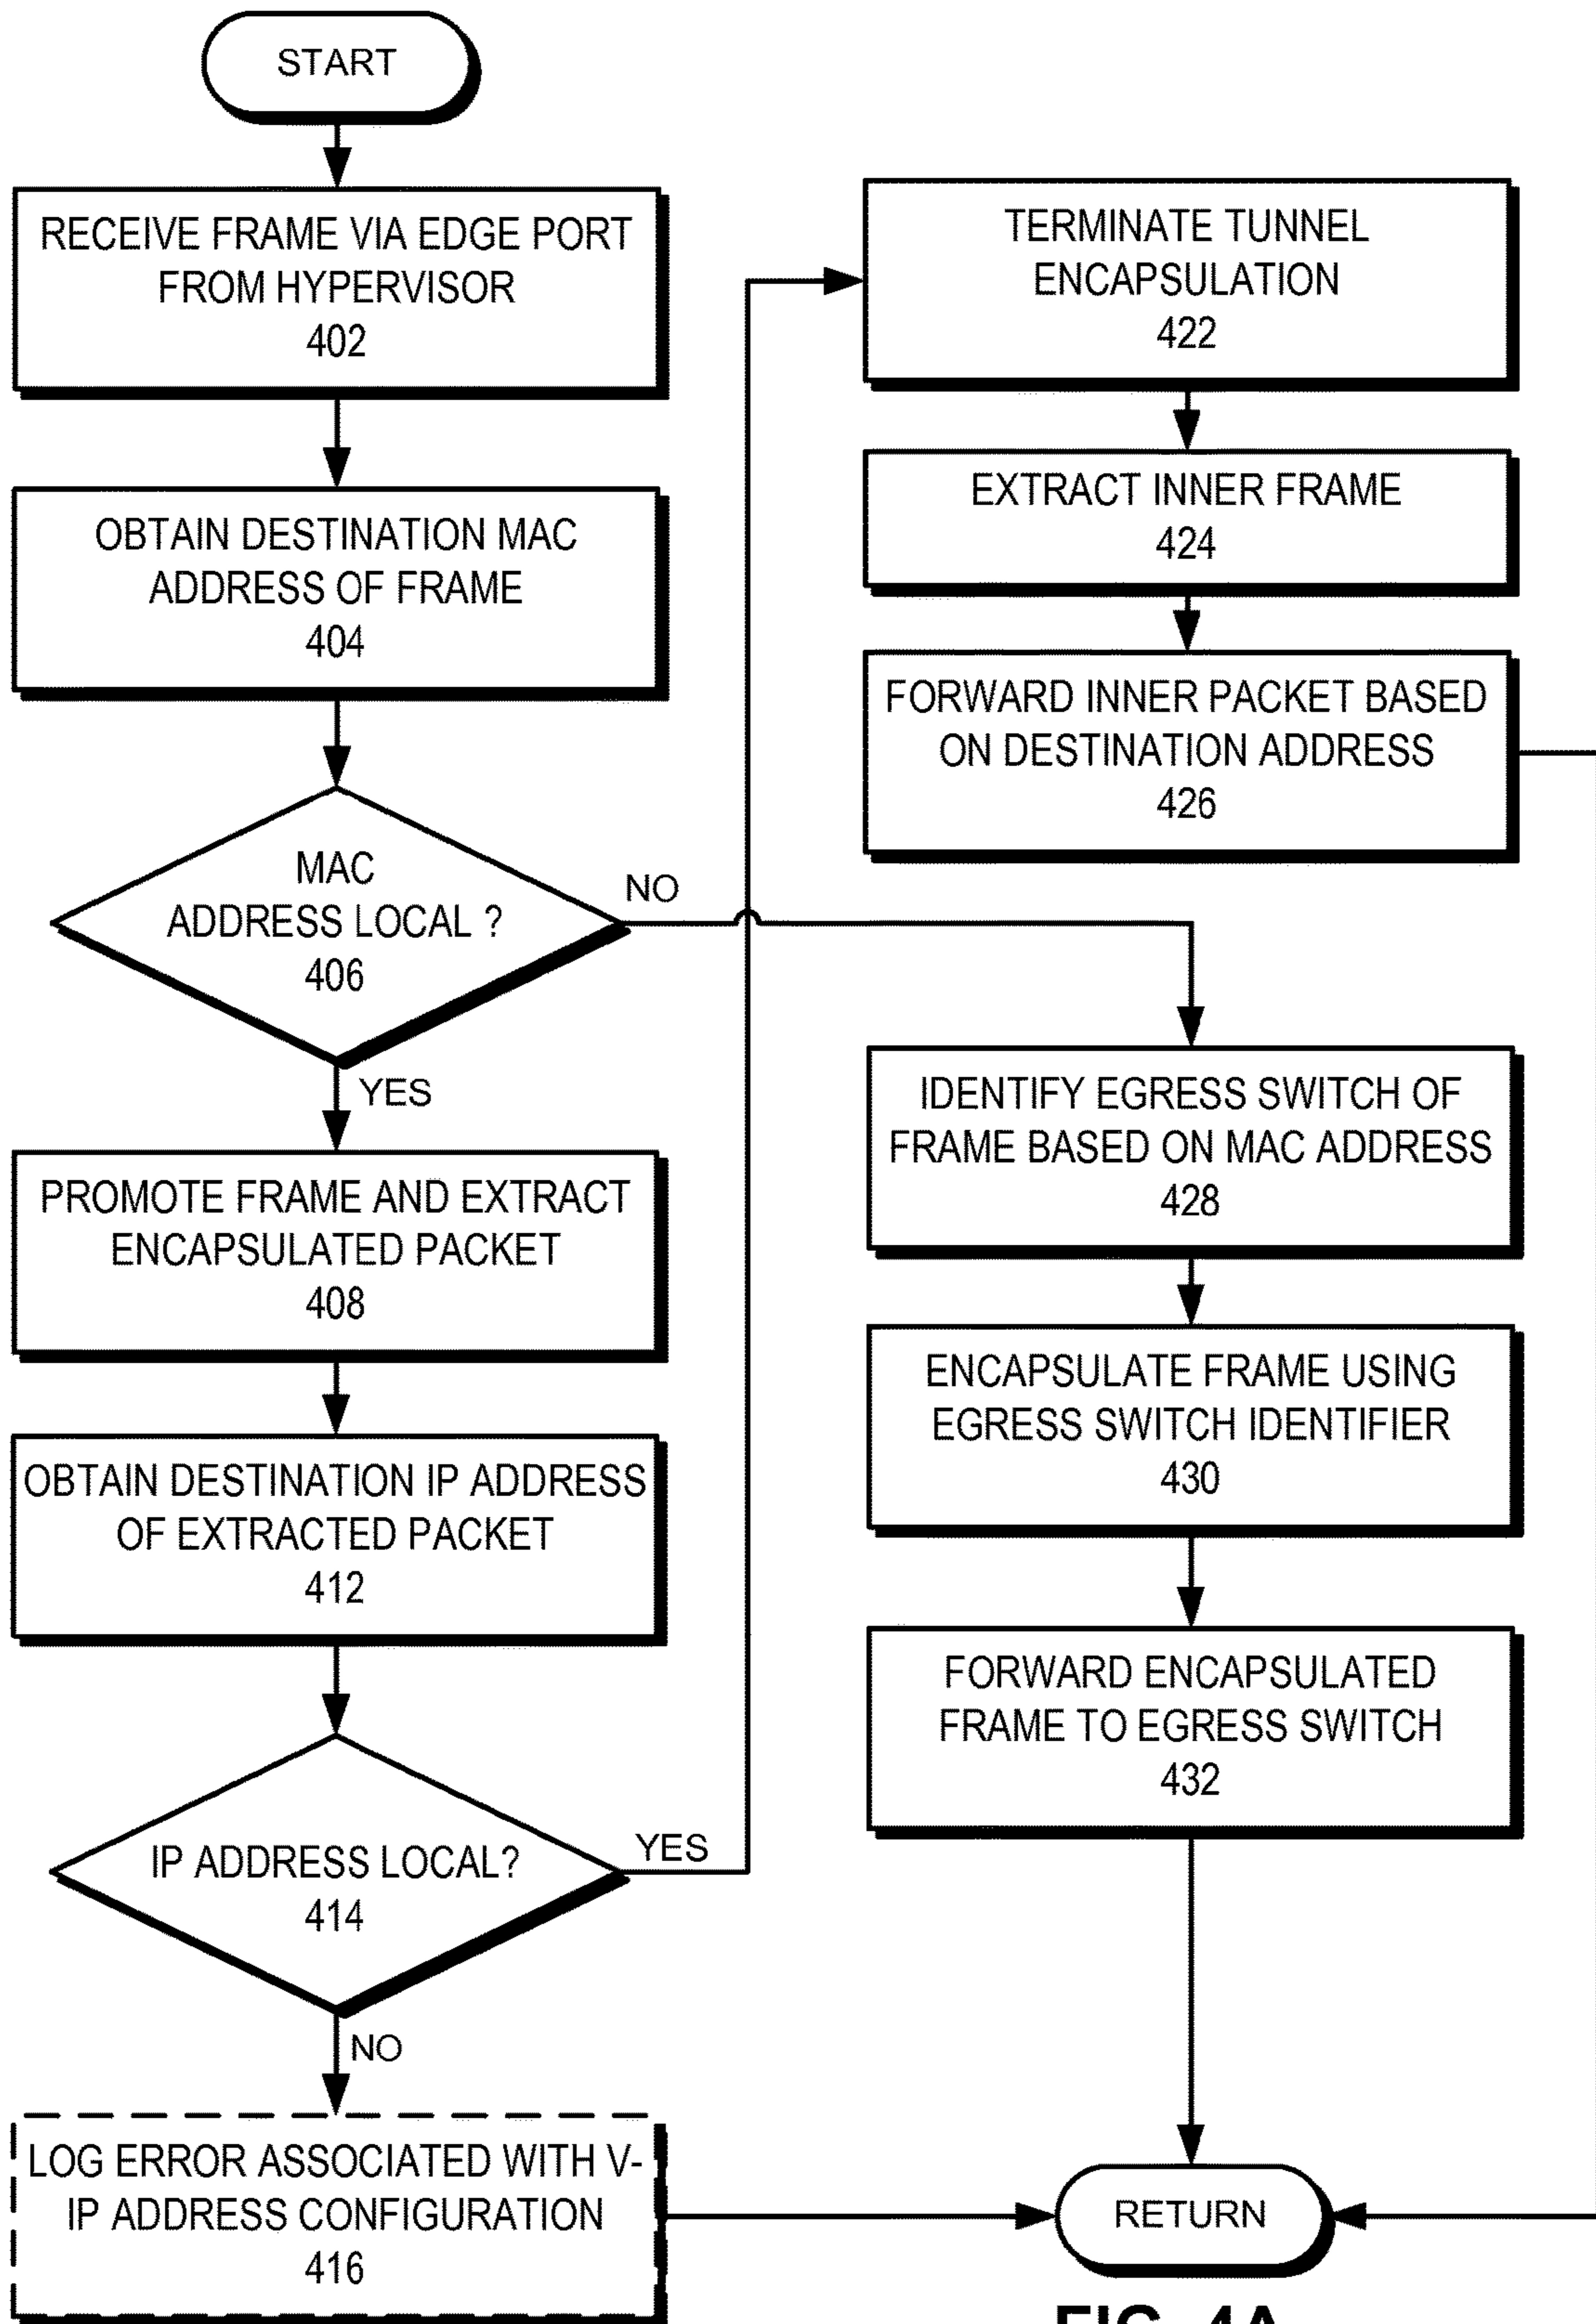 START
RECEIVE FRAME VIA EDGE PORT
FROM HYPERVISOR
402
OBTAIN DESTINATION MAC
ADDRESS OF FRAME
404
MAC
ADDRESS LOCAL ?
406
NO
YES
PROMOTE FRAME AND EXTRACT
ENCAPSULATED PACKET
408
OBTAIN DESTINATION IP ADDRESS
OF EXTRACTED PACKET
412
IP ADDRESS LOCAL?
414
YES
NO
LOG ERROR ASSOCIATED WITH V-
IP ADDRESS CONFIGURATION
416
TERMINATE TUNNEL
ENCAPSULATION
422
EXTRACT INNER FRAME
424
FORWARD INNER PACKET BASED
ON DESTINATION ADDRESS
426
IDENTIFY EGRESS SWITCH OF
FRAME BASED ON MAC ADDRESS
428
ENCAPSULATE FRAME USING
EGRESS SWITCH IDENTIFIER
430
FORWARD ENCAPSULATED
FRAME TO EGRESS SWITCH
432
RETURN
FIG. 4A